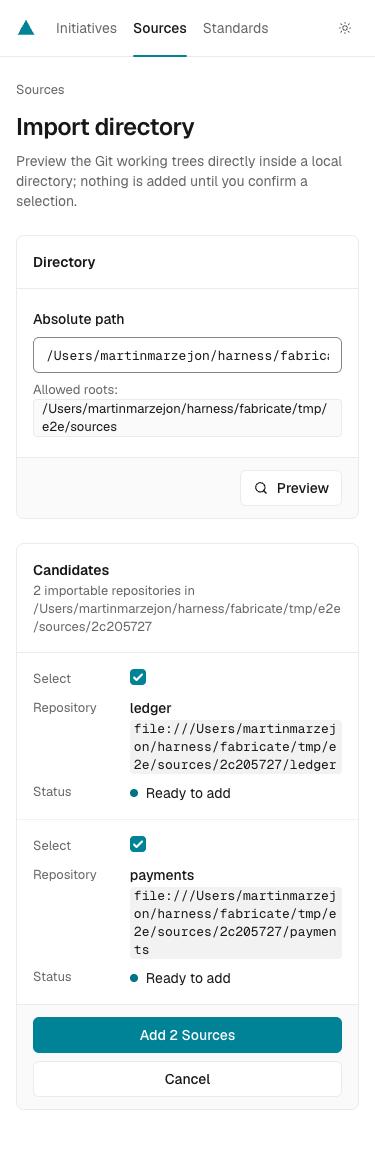 Initiatives Sources Standards
Sources
Import directory
Preview the Git working trees directly inside a local
directory; nothing is added until you confirm a
selection.
Directory
Absolute path
/Users/martinmarzejon/harness/fabrica
Allowed roots:
/Users/martinmarzejon/harness/fabricate/tmp/
e2e/sources
Preview
Candidates
2 importable repositories in
/Users/martinmarzejon/harness/fabricate/tmp/e2e
/sources/2c205727
Select
Repository ledger
file:///Users/martinmarzej
on/harness/fabricate/tmp/e
2e/sources/2c205727/ledger
Status Ready to add
Select
Repository payments
file:///Users/martinmarzej
on/harness/fabricate/tmp/e
2e/sources/2c205727/paymen
ts
Status Ready to add
Add 2 Sources
Cancel